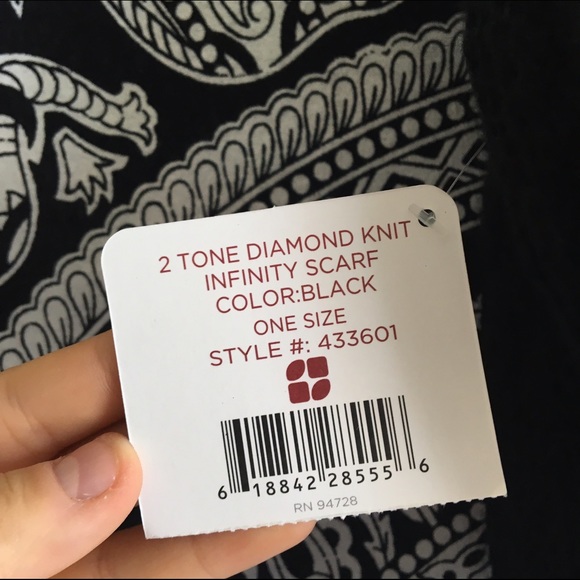 2 TONE DIAMOND KNIT
INFINITY SCARF
COLOR:BLACK
ONE SIZE
STYLE #: 433601
6 18842 28555 6
RN 94728